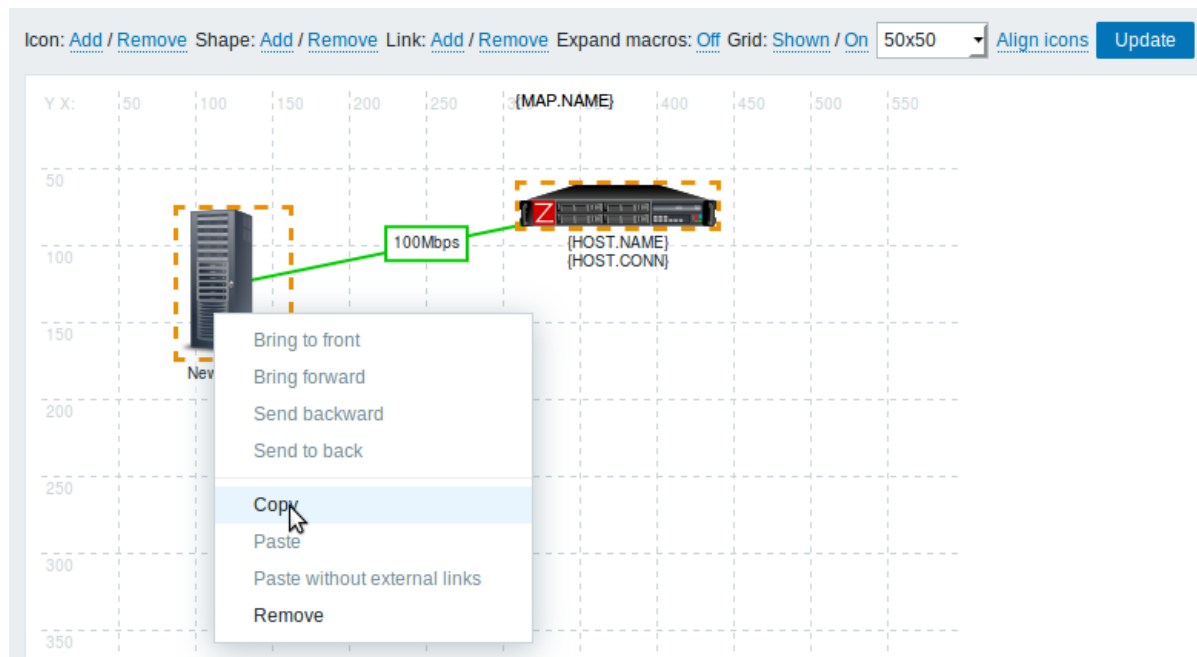 Icon: Add / Remove Shape: Add / Remove Link: Add / Remove Expand macros: Off Grid: Shown / On 50x50 Align icons Update
Y X: 50 100 150 200 250 {MAP.NAME} 400 450 500 550
50
Z
100Mbps
{HOST.NAME}
{HOST.CONN}
100
150
New
200
250
300
350
Bring to front
Bring forward
Send backward
Send to back
Copy
Paste
Paste without external links
Remove